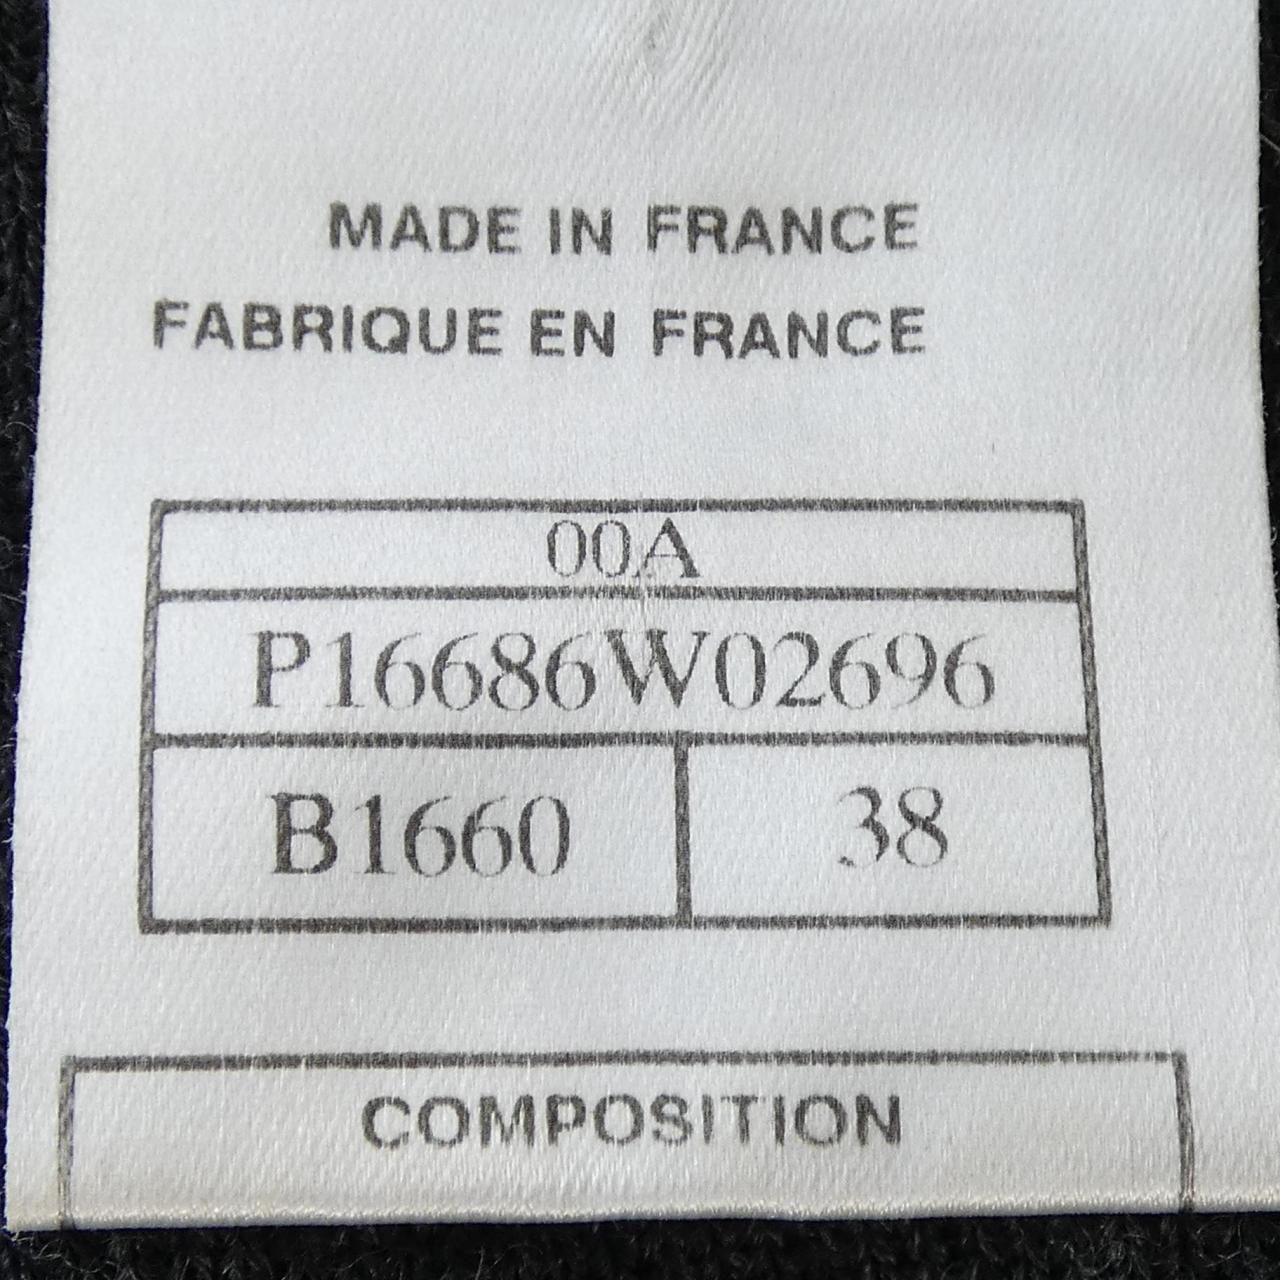 MADE IN FRANCE
FABRIQUE EN FRANCE
00A
P16686W02696
B1660 38
COMPOSITION